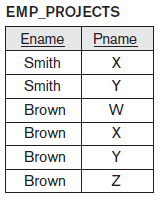 EMP_PROJECTS
Ename Pname
Smith X
Smith Y
Brown W
Brown X
Brown Y
Brown Z